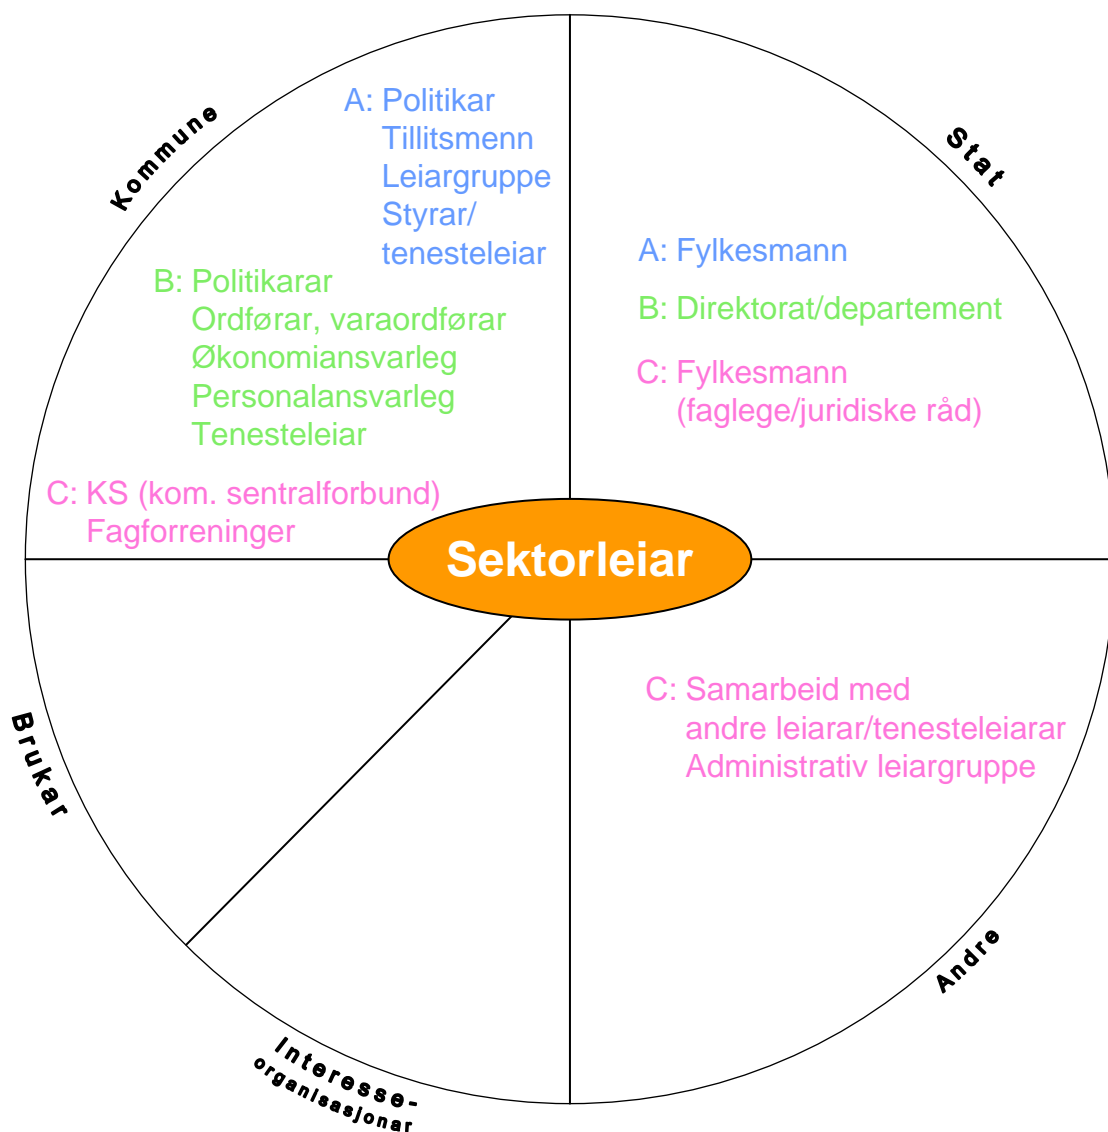 Kommune
A: Politikar
Tillitsmenn
Leiargruppe
Styrar/
tenesteleiar
B: Politikarar
Ordførar, varaordførar
Økonomiansvarleg
Personalansvarleg
Tenesteleiar
C: KS (kom. sentralforbund)
Fagforreninger
Stat
A: Fylkesmann
B: Direktorat/departement
C: Fylkesmann
(faglege/juridiske råd)
Sektorleiar
Brukar
Interesse-
organisasjonar
C: Samarbeid med
andre leiarar/tenesteleiarar
Administrativ leiargruppe
Andre